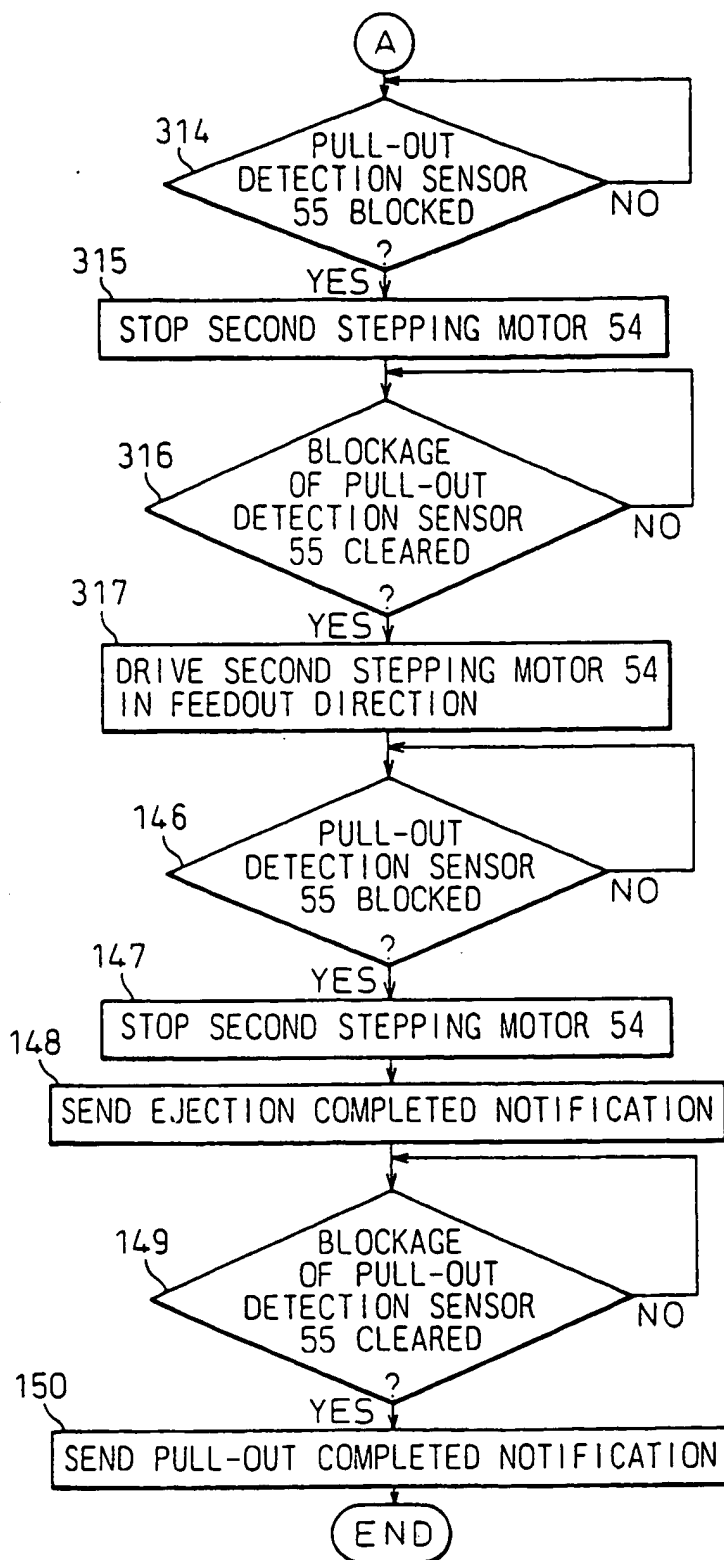 A
314
PULL-OUT
DETECTION SENSOR
55 BLOCKED
?
NO
YES
315
STOP SECOND STEPPING MOTOR 54
316
BLOCKAGE
OF PULL-OUT
DETECTION SENSOR
55 CLEARED
?
NO
YES
317
DRIVE SECOND STEPPING MOTOR 54
IN FEEDOUT DIRECTION
146
PULL-OUT
DETECTION SENSOR
55 BLOCKED
?
NO
YES
147
STOP SECOND STEPPING MOTOR 54
148
SEND EJECTION COMPLETED NOTIFICATION
149
BLOCKAGE
OF PULL-OUT
DETECTION SENSOR
55 CLEARED
?
NO
YES
150
SEND PULL-OUT COMPLETED NOTIFICATION
END